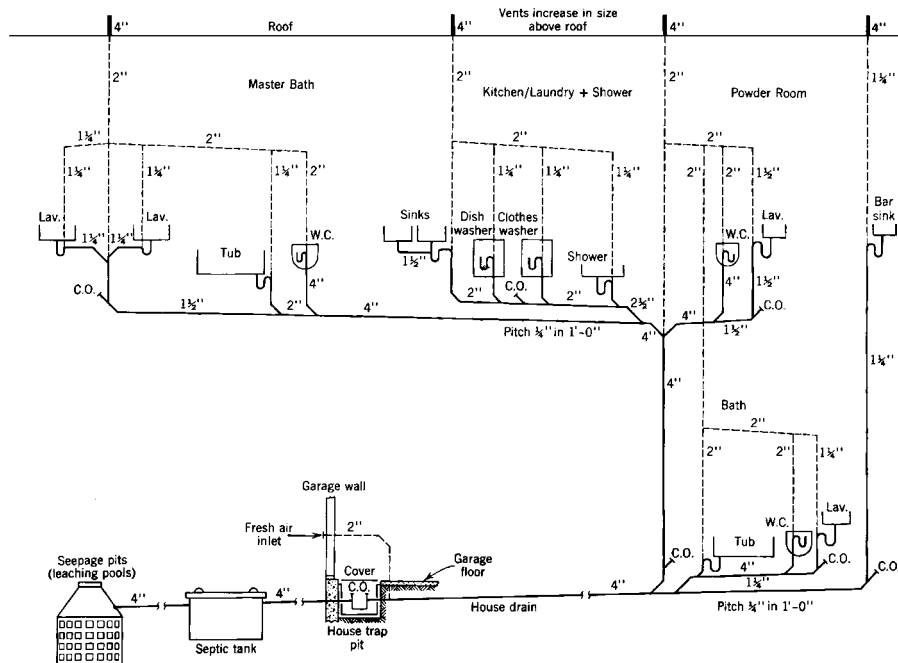 Vents increase in size
above roof
4"
Roof
4"
4"
4"
2"
Master Bath
2"
Kitchen/Laundry + Shower
2"
Powder Room
1¼"
1¼"
2"
2"
2"
1¼"
1¼"
1¼"
2"
1¼"
1¼"
1¼"
2"
2"
1½"
Lav.
Lav.
Sinks
Dish
washer
Clothes
washer
Lav.
Bar
sink
W.C.
W.C.
1¼"
1¼"
Tub
1½"
Shower
C.O.
4"
2"
C.O.
2"
2½"
4"
1½"
C.O.
1½"
2"
4"
Pitch ¼" in 1'-0"
4"
4"
1½"
4"
1¼"
Bath
2"
2"
2"
1¼"
Garage
wall
Fresh air
inlet
2"
Cover
C.O.
Garage
floor
Lav.
W.C.
Tub
C.O.
C.O.
C.O.
Seepage pits
(leaching pools)
4"
4"
4"
4"
1¼"
House drain
Pitch ¼" in 1'-0"
Septic tank
House trap
pit